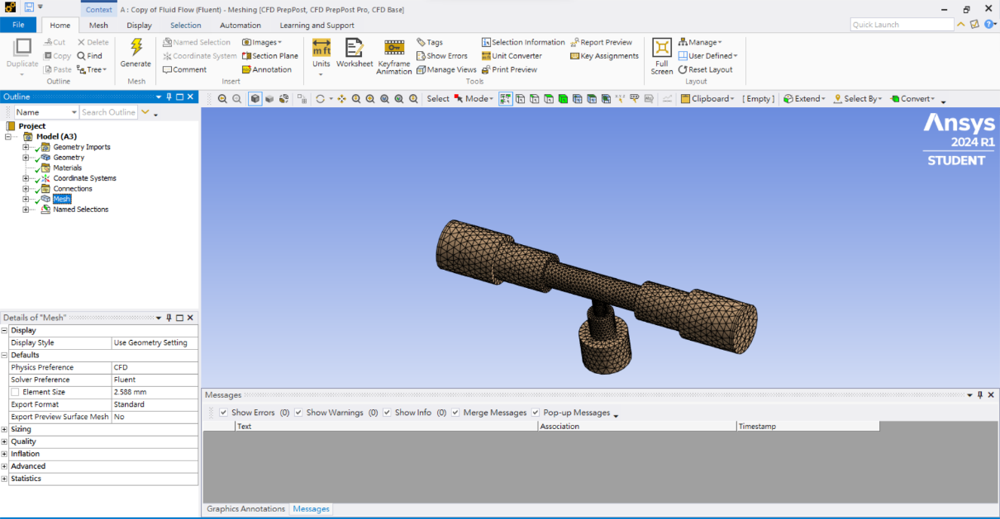 Context A : Copy of Fluid Flow (Fluent) - Meshing [CFD PrepPost, CFD PrepPost Pro, CFD Base]
File Home Mesh Display Selection Automation Learning and Support Quick Launch
Duplicate
Cut Delete
Copy Find
Paste Tree
Outline
Generate
Mesh
Named Selection Images
Coordinate System Section Plane
Comment Annotation
Insert
Units Worksheet Keyframe Animation
Tags Selection Information Report Preview
Show Errors Unit Converter Key Assignments
Manage Views Print Preview
Tools
Full Screen
Manage
User Defined
Reset Layout
Layout
Outline
Select Mode Clipboard [ Empty ] Extend Select By Convert
Name Search Outline
Project
Model (A3)
Geometry Imports
Geometry
Materials
Coordinate Systems
Connections
Mesh
Named Selections
Ansys
2024 R1
STUDENT
Details of "Mesh"
Display
Display Style Use Geometry Setting
Defaults
Physics Preference CFD
Solver Preference Fluent
Element Size 2.588 mm
Export Format Standard
Export Preview Surface Mesh No
Sizing
Quality
Inflation
Advanced
Statistics
Messages
Show Errors (0) Show Warnings (0) Show Info (0) Merge Messages Pop-up Messages
Text Association Timestamp
Graphics Annotations Messages